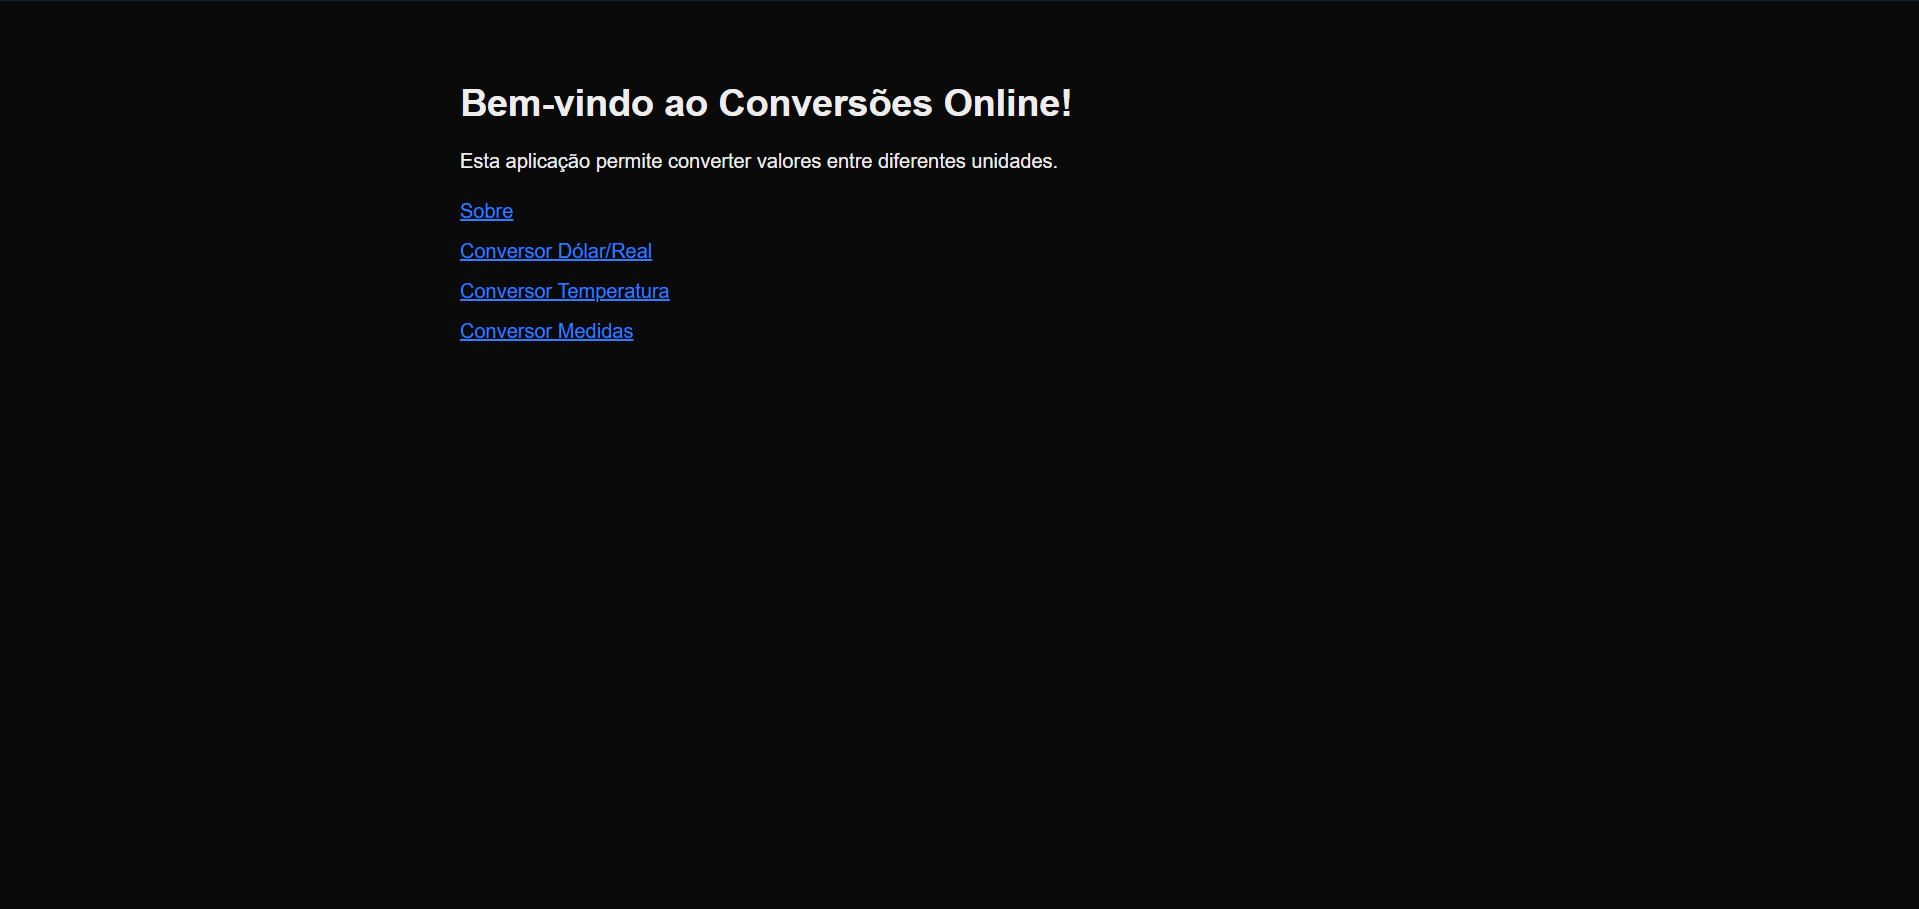 Bem-vindo ao Conversões Online!
Esta aplicação permite converter valores entre diferentes unidades.
Sobre
Conversor Dólar/Real
Conversor Temperatura
Conversor Medidas